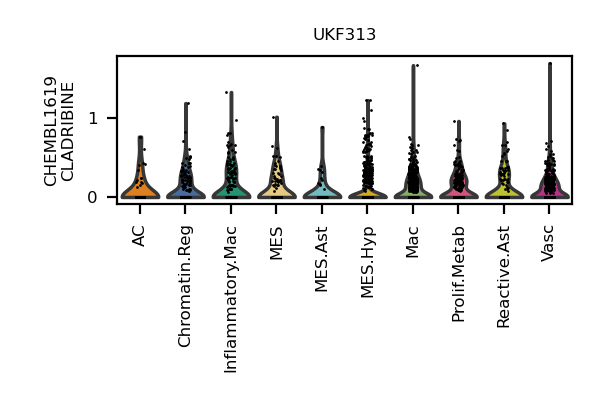 UKF313
CHEMBL1619
CLADRIBINE
1
0
AC
Chromatin.Reg
Inflammatory.Mac
MES
MES.Ast
MES.Hyp
Mac
Prolif.Metab
Reactive.Ast
Vasc